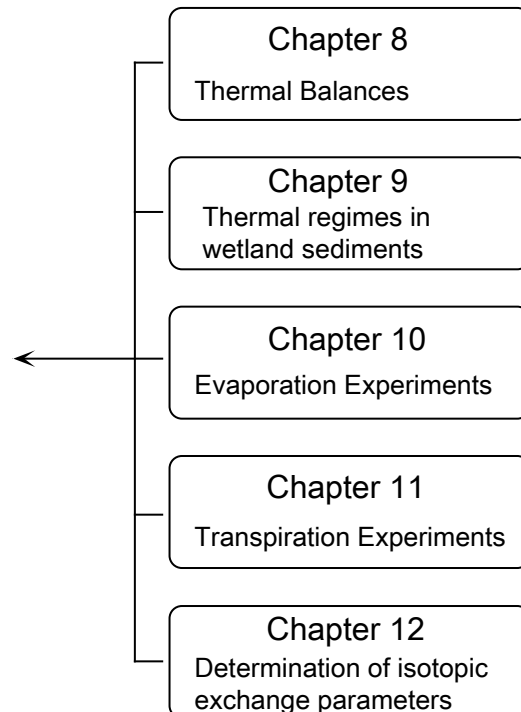 Chapter 8
Thermal Balances
Chapter 9
Thermal regimes in
wetland sediments
Chapter 10
Evaporation Experiments
Chapter 11
Transpiration Experiments
Chapter 12
Determination of isotopic
exchange parameters